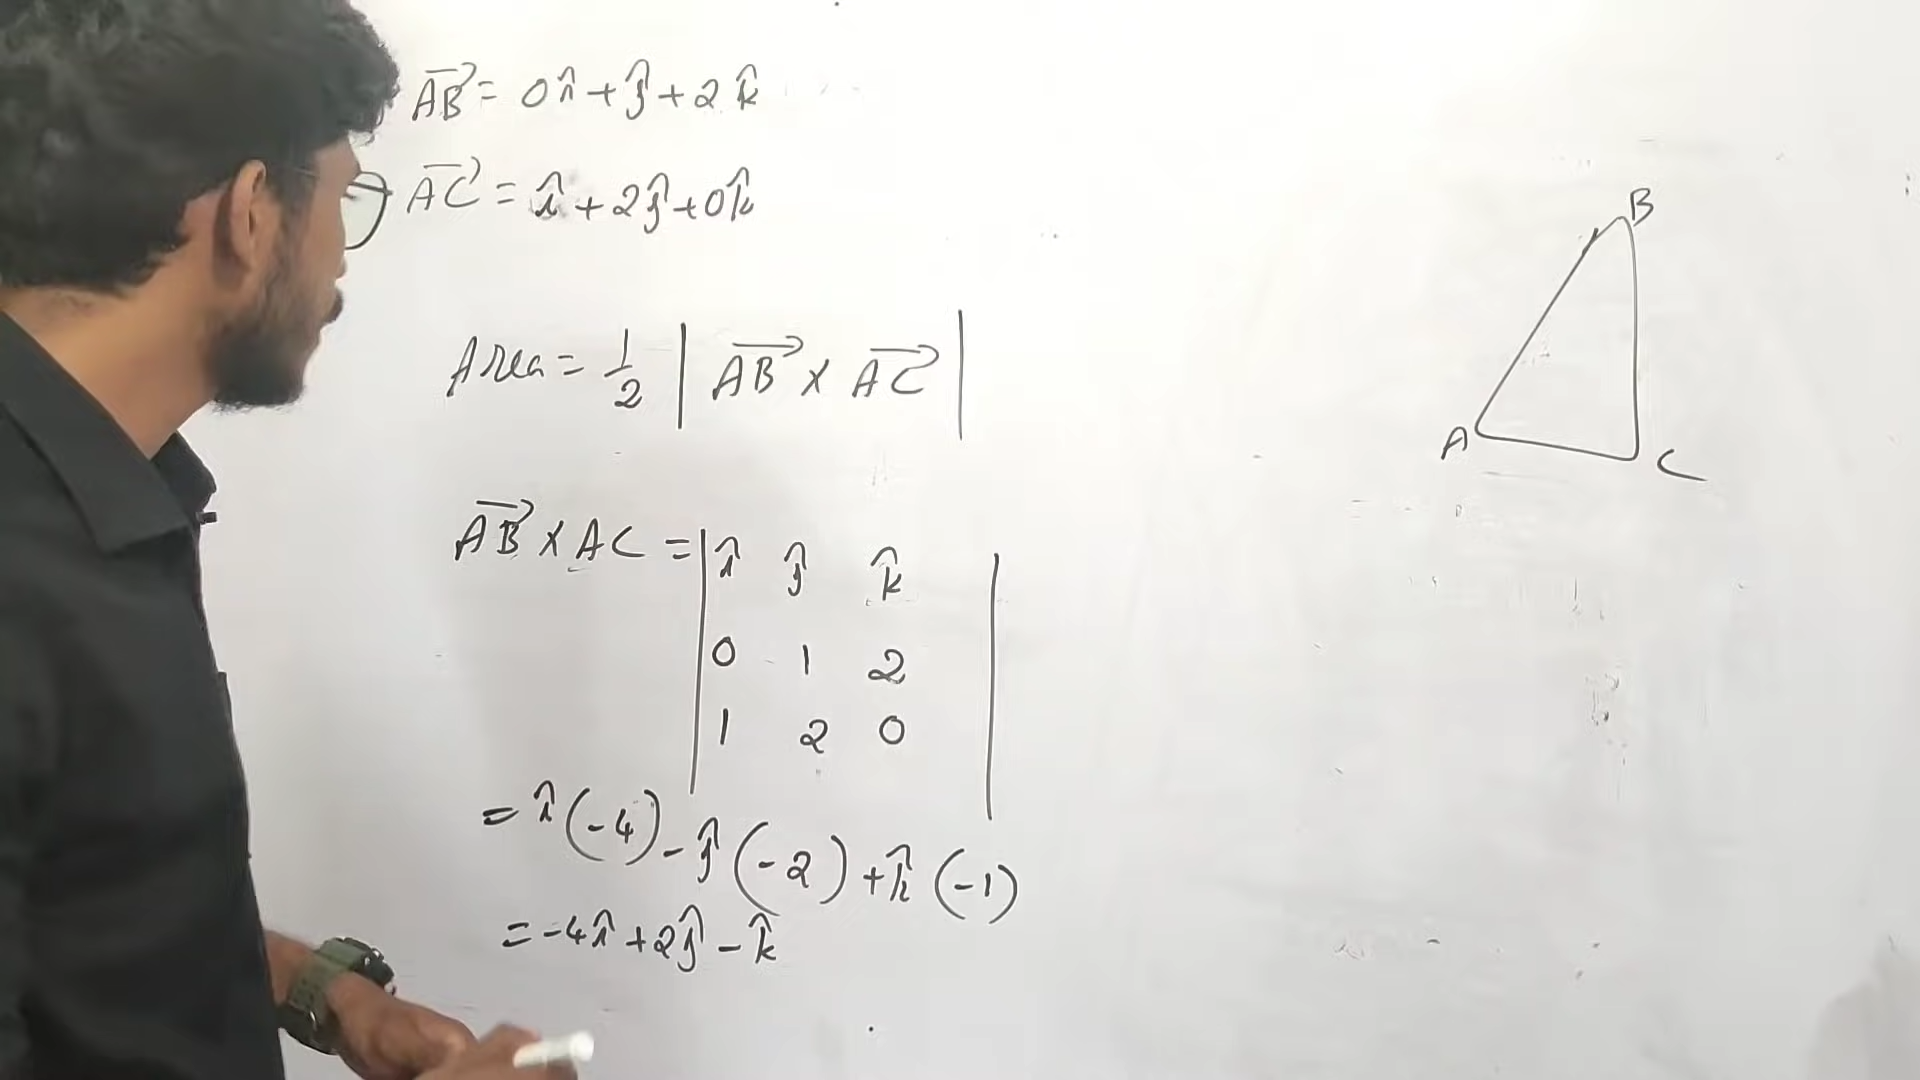 AB⃗ = 0î + ĵ + 2k̂
AC⃗ = î + 2ĵ + 0k̂
Area = 1/2 | AB⃗ × AC⃗ |
AB⃗ × AC = | î ĵ k̂ |
0 1 2
1 2 0
= î(-4) - ĵ(-2) + k̂(-1)
= -4î + 2ĵ - k̂
B
A
C